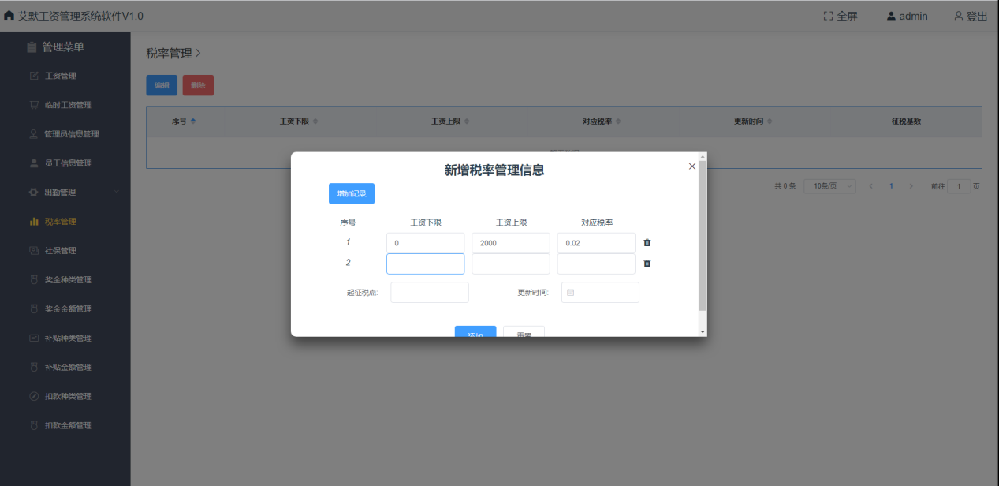 艾默工资管理系统软件V1.0 全屏 admin 登出
管理菜单
工资管理
临时工资管理
管理员信息管理
员工信息管理
出勤管理
税率管理
社保管理
奖金种类管理
奖金金额管理
补贴种类管理
补贴金额管理
扣款种类管理
扣款金额管理
税率管理
编辑 删除
序号 工资下限 工资上限 对应税率 更新时间 征税基数
共 0 条 10条/页 1 前往 1 页
新增税率管理信息
增加记录
序号 工资下限 工资上限 对应税率
1 0 2000 0.02
2
起征税点: 更新时间:
添加 重置